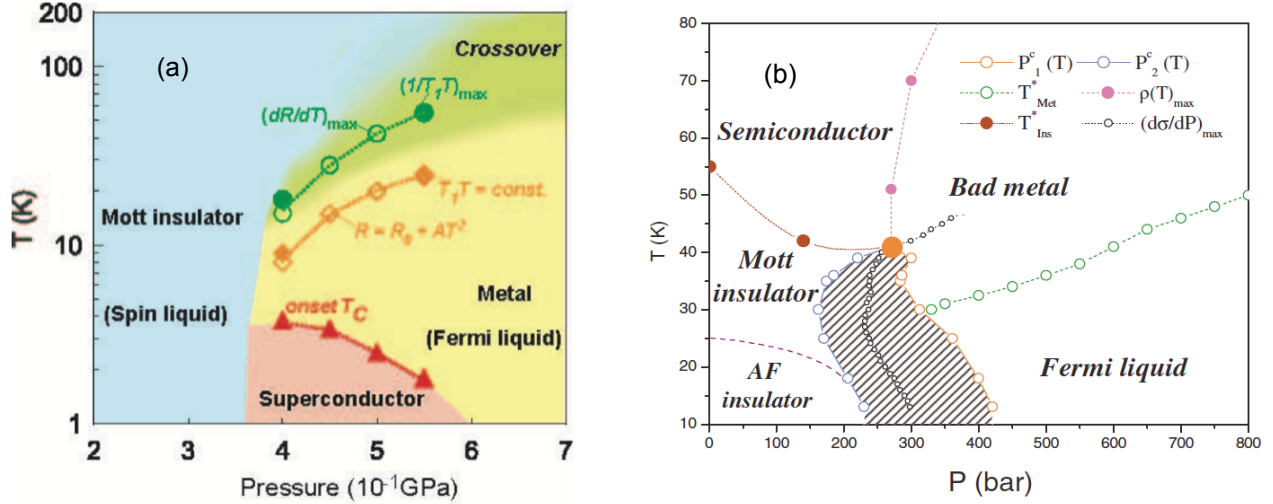 (a)
200
100
10
1
T (K)
2
3
4
5
6
7
Pressure (10⁻¹GPa)
Crossover
(1/T₁T)max
(dR/dT)max
T₁T = const.
R = R₀ + AT²
Mott insulator
(Spin liquid)
onset TC
Metal
(Fermi liquid)
Superconductor
(b)
80
70
60
50
40
30
20
10
T (K)
0
100
200
300
400
500
600
700
800
P (bar)
Pᶜ₁ (T)
Pᶜ₂ (T)
T*Met
ρ(T)max
T*Ins
(dσ/dP)max
Semiconductor
Bad metal
Mott
insulator
AF
insulator
Fermi liquid